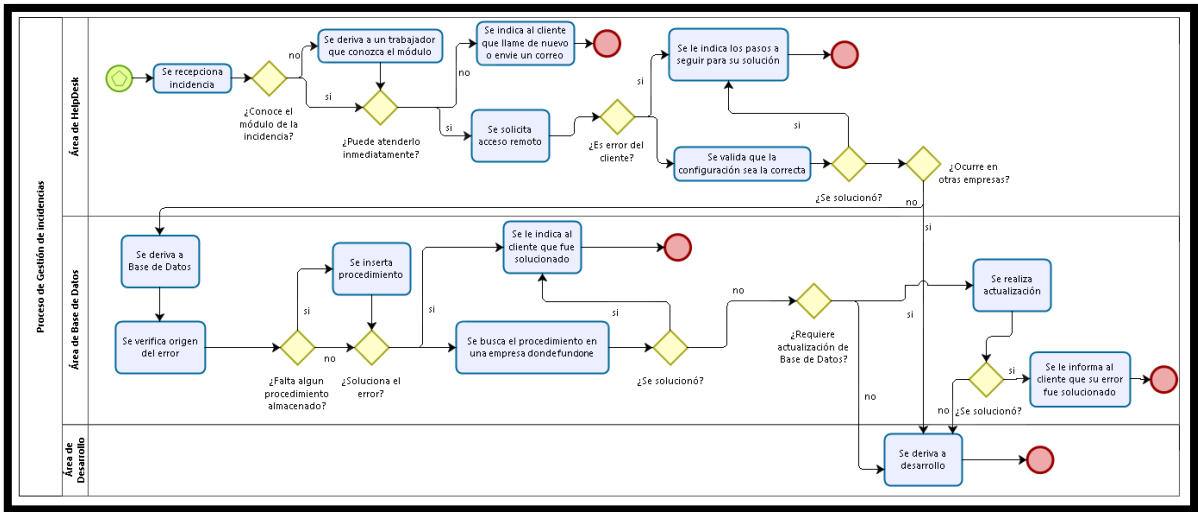 Proceso de Gestión de incidencias
Área de HelpDesk
Se recepciona
incidencia
¿Conoce el
módulo de la
incidencia?
no
si
Se deriva a un trabajador
que conozca el módulo
¿Puede atenderlo
inmediatamente?
no
si
Se indica al cliente
que llame de nuevo
o envie un correo
Se solicita
acceso remoto
¿Es error del
cliente?
si
no
Se le indica los pasos a
seguir para su solución
Se valida que la
configuración sea la correcta
si
¿Se solucionó?
¿Ocurre en
otras empresas?
no
si
Área de Base de Datos
Se deriva a
Base de Datos
Se verifica origen
del error
¿Falta algun
procedimiento
almacenado?
si
no
Se inserta
procedimiento
¿Soluciona el
error?
si
Se le indica al
cliente que fue
solucionado
Se busca el procedimiento en
una empresa dondefundone
si
¿Se solucionó?
no
¿Requiere
actualización de
Base de Datos?
si
no
Se realiza
actualización
¿Se solucionó?
si
no
Se le informa al
cliente que su error
fue solucionado
Área de
Desarrollo
Se deriva a
desarrollo